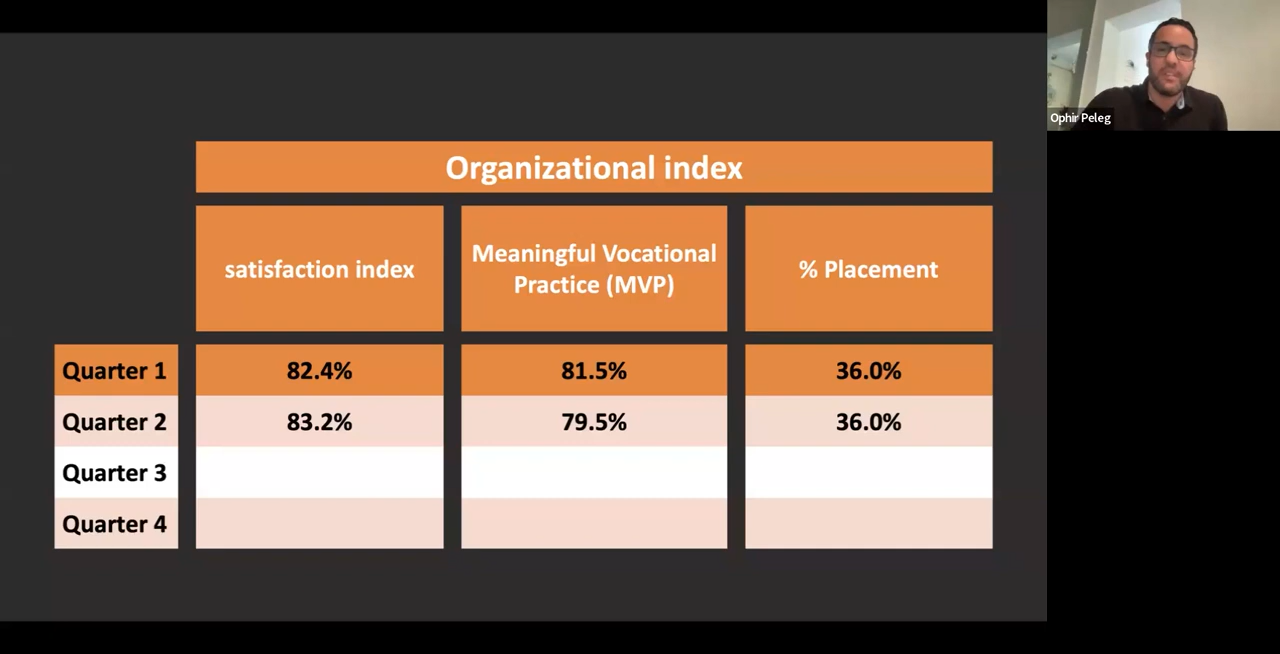 Organizational index
satisfaction index
Meaningful Vocational
Practice (MVP)
% Placement
Quarter 1 82.4% 81.5% 36.0%
Quarter 2 83.2% 79.5% 36.0%
Quarter 3
Quarter 4
Ophir Peleg